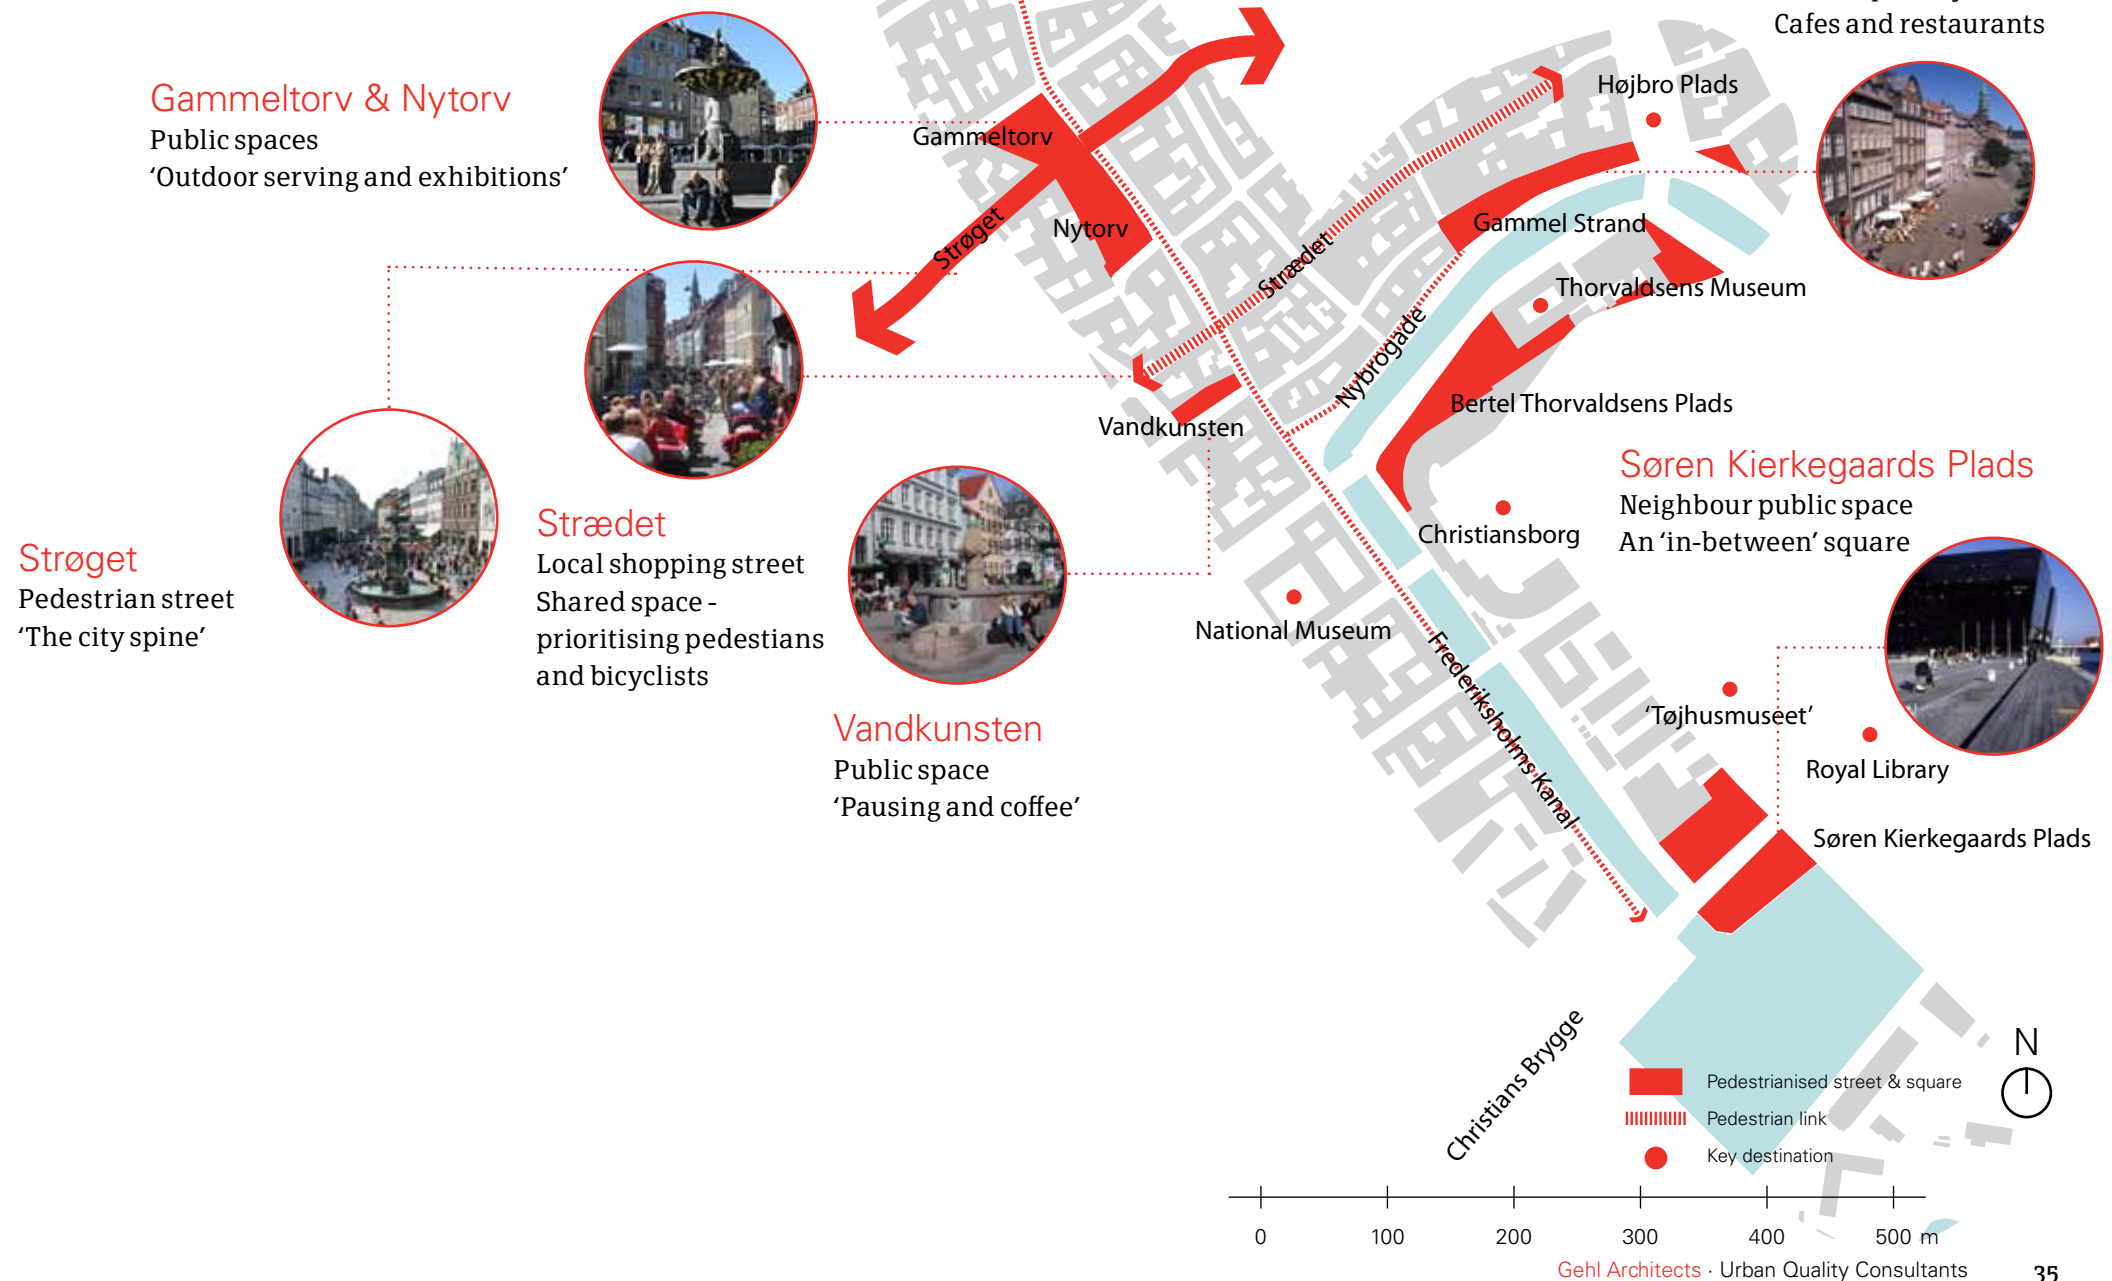 Cafes and restaurants
Gammeltorv & Nytorv
Public spaces
‘Outdoor serving and exhibitions’
Højbro Plads
Gammeltorv
Nytorv
Strøget
Strædet
Gammel Strand
Thorvaldsens Museum
Nybrogade
Bertel Thorvaldsens Plads
Vandkunsten
Søren Kierkegaards Plads
Neighbour public space
An ‘in-between’ square
Christiansborg
Strøget
Pedestrian street
‘The city spine’
Strædet
Local shopping street
Shared space -
prioritising pedestians
and bicyclists
National Museum
Frederiksholms Kanal
Vandkunsten
Public space
‘Pausing and coffee’
‘Tøjhusmuseet’
Royal Library
Søren Kierkegaards Plads
Christians Brygge
N
Pedestrianised street & square
Pedestrian link
Key destination
0 100 200 300 400 500 m
Gehl Architects · Urban Quality Consultants 35